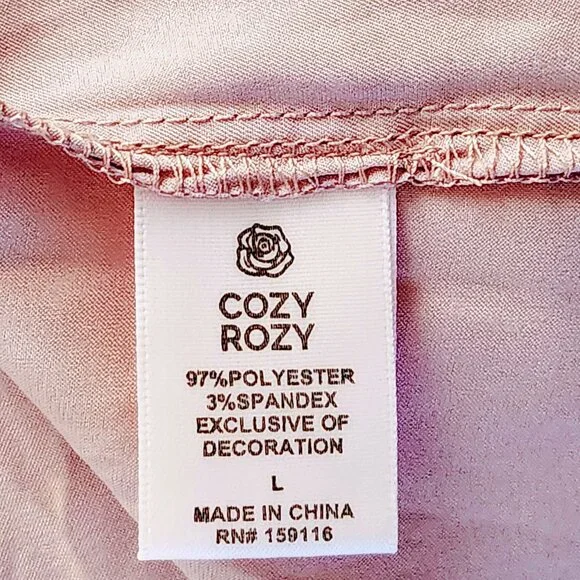 COZY
ROZY
97%POLYESTER
3%SPANDEX
EXCLUSIVE OF
DECORATION
L
MADE IN CHINA
RN# 159116